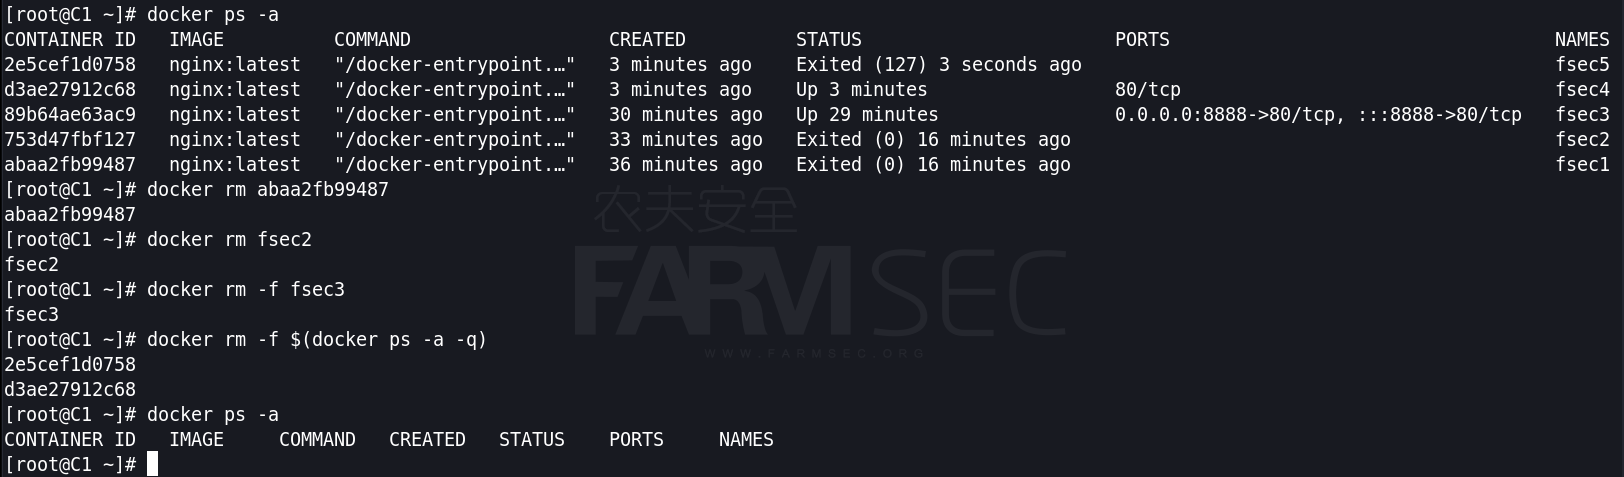 [root@C1 ~]# docker ps -a
CONTAINER ID   IMAGE          COMMAND                  CREATED          STATUS                       PORTS                                   NAMES
2e5cef1d0758   nginx:latest   "/docker-entrypoint.…"   3 minutes ago    Exited (127) 3 seconds ago                                           fsec5
d3ae27912c68   nginx:latest   "/docker-entrypoint.…"   3 minutes ago    Up 3 minutes                 80/tcp                                  fsec4
89b64ae63ac9   nginx:latest   "/docker-entrypoint.…"   30 minutes ago   Up 29 minutes                0.0.0.0:8888->80/tcp, :::8888->80/tcp   fsec3
753d47fbf127   nginx:latest   "/docker-entrypoint.…"   33 minutes ago   Exited (0) 16 minutes ago                                            fsec2
abaa2fb99487   nginx:latest   "/docker-entrypoint.…"   36 minutes ago   Exited (0) 16 minutes ago                                            fsec1
[root@C1 ~]# docker rm abaa2fb99487
abaa2fb99487
[root@C1 ~]# docker rm fsec2
fsec2
[root@C1 ~]# docker rm -f fsec3
fsec3
[root@C1 ~]# docker rm -f $(docker ps -a -q)
2e5cef1d0758
d3ae27912c68
[root@C1 ~]# docker ps -a
CONTAINER ID   IMAGE     COMMAND   CREATED   STATUS    PORTS     NAMES
[root@C1 ~]#
农夫安全
FARMSEC
WWW.FARMSEC.ORG